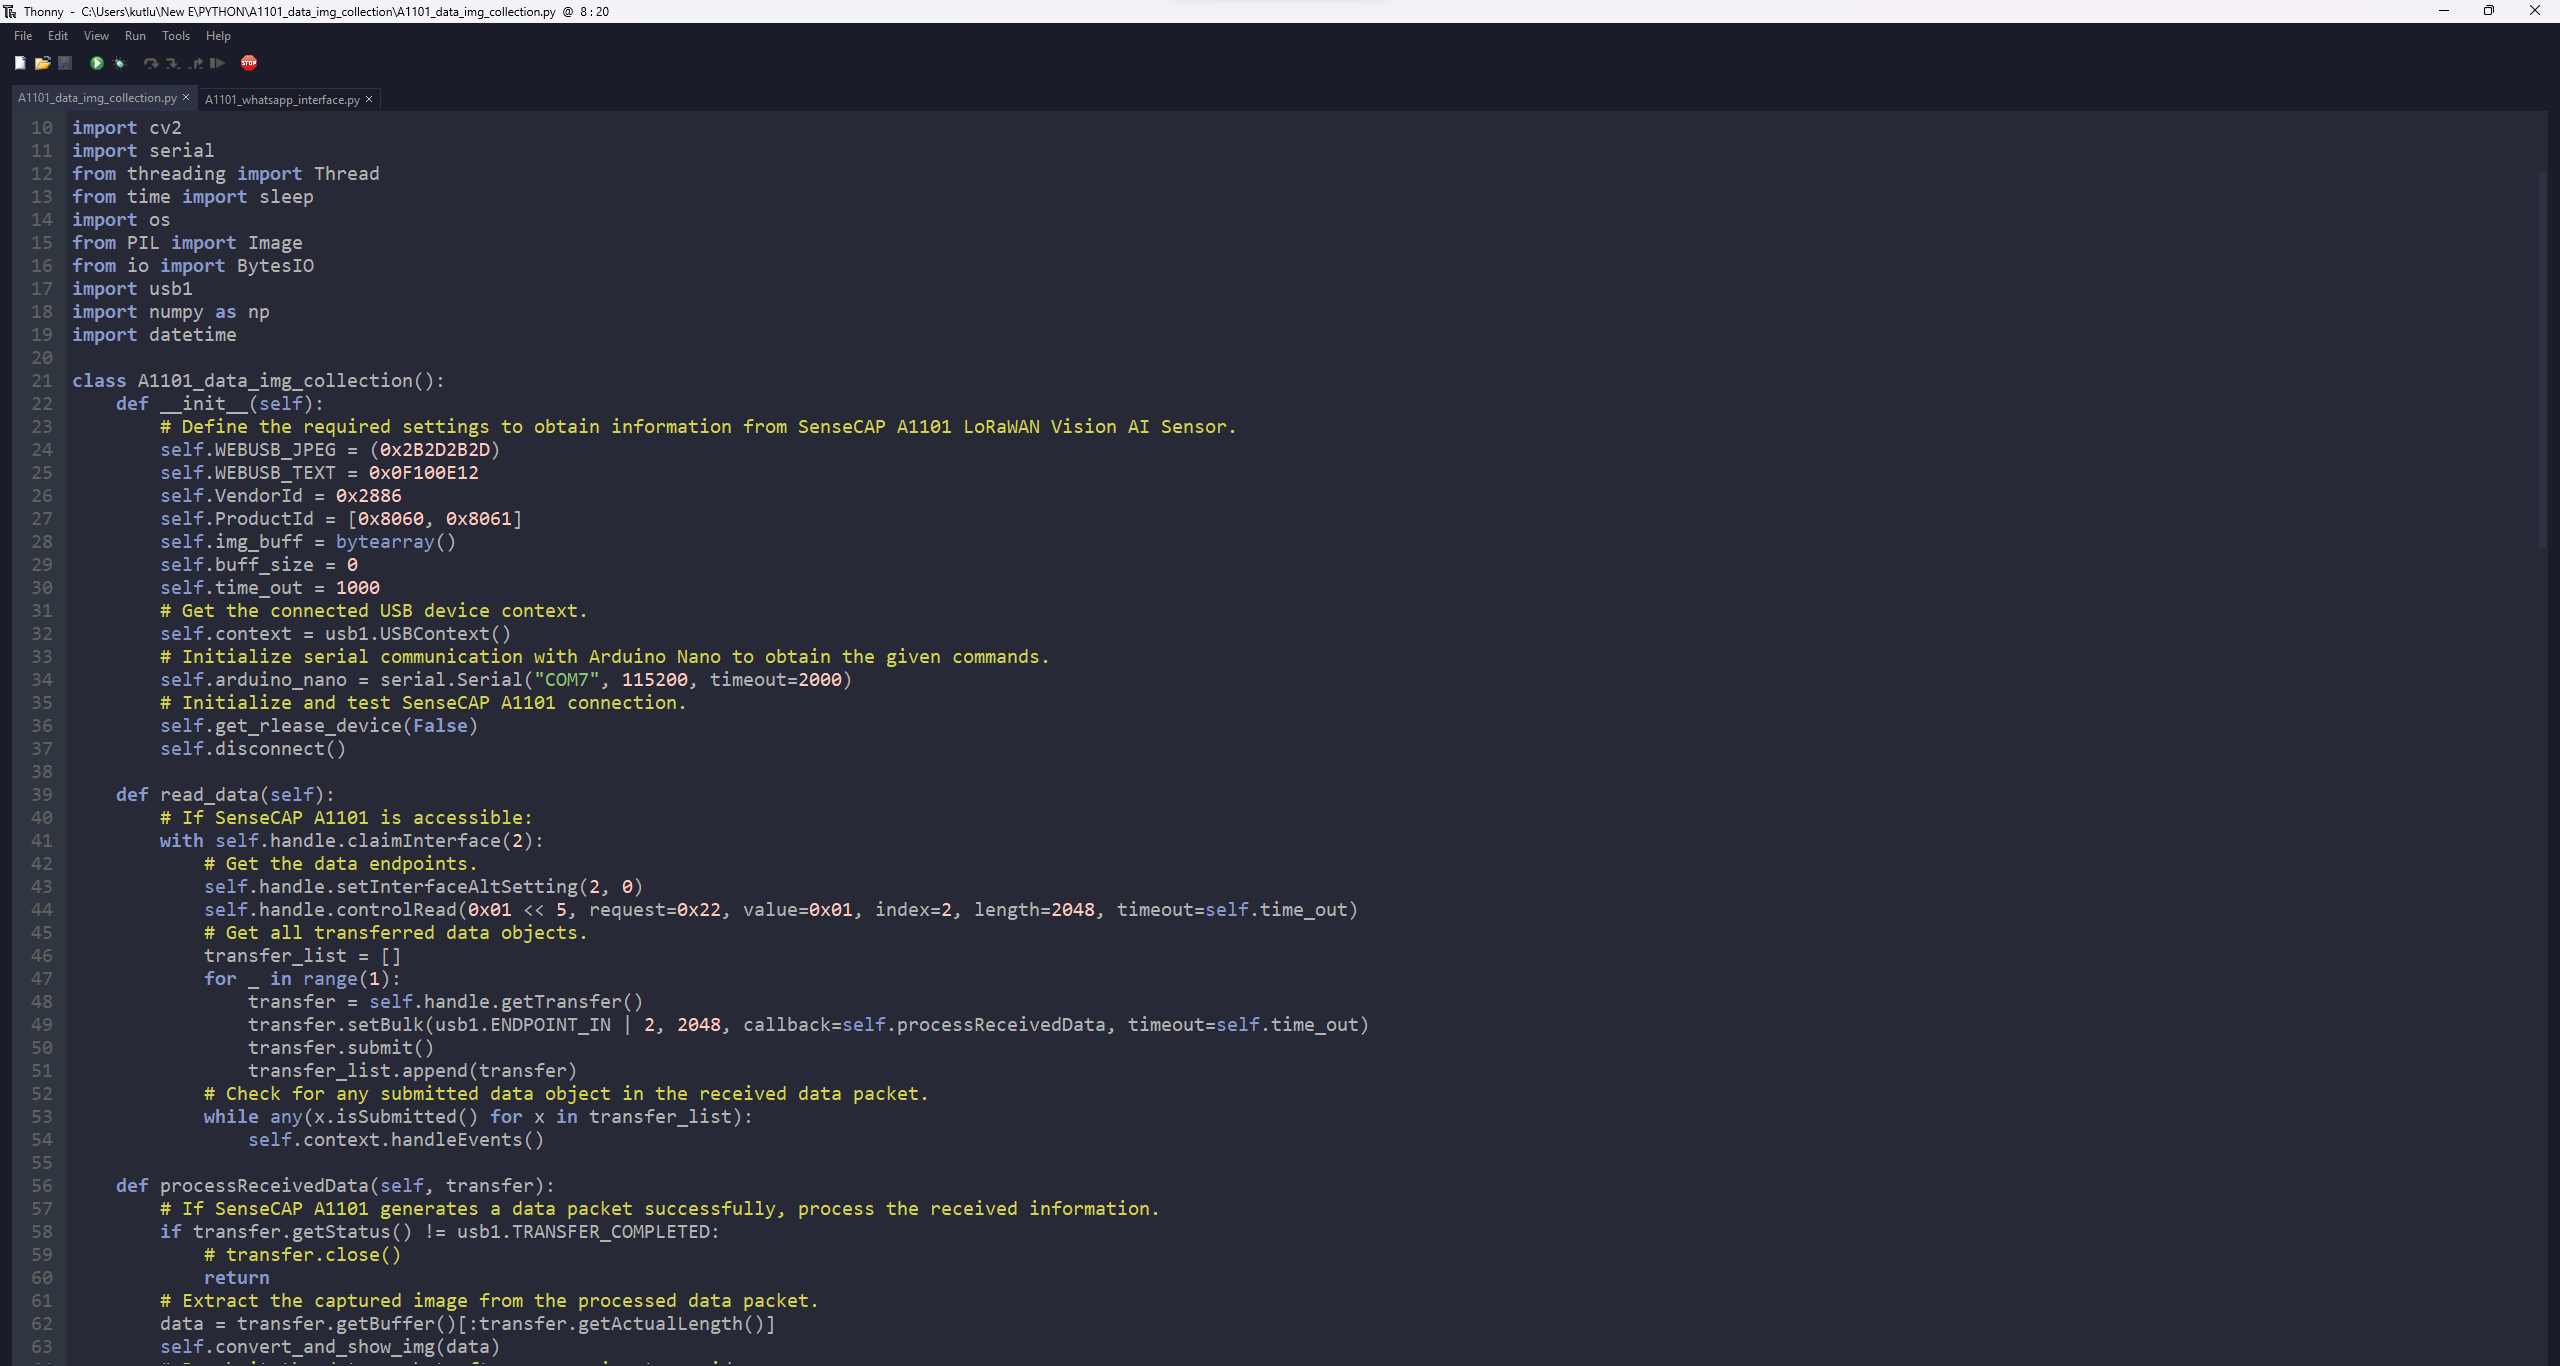 Thonny - C:\Users\kutlu\New E\PYTHON\A1101_data_img_collection\A1101_data_img_collection.py @ 8:20
File Edit View Run Tools Help
STOP
A1101_data_img_collection.py × A1101_whatsapp_interface.py ×
10 import cv2
11 import serial
12 from threading import Thread
13 from time import sleep
14 import os
15 from PIL import Image
16 from io import BytesIO
17 import usb1
18 import numpy as np
19 import datetime
20
21 class A1101_data_img_collection():
22     def __init__(self):
23         # Define the required settings to obtain information from SenseCAP A1101 LoRaWAN Vision AI Sensor.
24         self.WEBUSB_JPEG = (0x2B2D2B2D)
25         self.WEBUSB_TEXT = 0x0F100E12
26         self.VendorId = 0x2886
27         self.ProductId = [0x8060, 0x8061]
28         self.img_buff = bytearray()
29         self.buff_size = 0
30         self.time_out = 1000
31         # Get the connected USB device context.
32         self.context = usb1.USBContext()
33         # Initialize serial communication with Arduino Nano to obtain the given commands.
34         self.arduino_nano = serial.Serial("COM7", 115200, timeout=2000)
35         # Initialize and test SenseCAP A1101 connection.
36         self.get_rlease_device(False)
37         self.disconnect()
38
39     def read_data(self):
40         # If SenseCAP A1101 is accessible:
41         with self.handle.claimInterface(2):
42             # Get the data endpoints.
43             self.handle.setInterfaceAltSetting(2, 0)
44             self.handle.controlRead(0x01 << 5, request=0x22, value=0x01, index=2, length=2048, timeout=self.time_out)
45             # Get all transferred data objects.
46             transfer_list = []
47             for _ in range(1):
48                 transfer = self.handle.getTransfer()
49                 transfer.setBulk(usb1.ENDPOINT_IN | 2, 2048, callback=self.processReceivedData, timeout=self.time_out)
50                 transfer.submit()
51                 transfer_list.append(transfer)
52             # Check for any submitted data object in the received data packet.
53             while any(x.isSubmitted() for x in transfer_list):
54                 self.context.handleEvents()
55
56     def processReceivedData(self, transfer):
57         # If SenseCAP A1101 generates a data packet successfully, process the received information.
58         if transfer.getStatus() != usb1.TRANSFER_COMPLETED:
59             # transfer.close()
60             return
61         # Extract the captured image from the processed data packet.
62         data = transfer.getBuffer()[:transfer.getActualLength()]
63         self.convert_and_show_img(data)